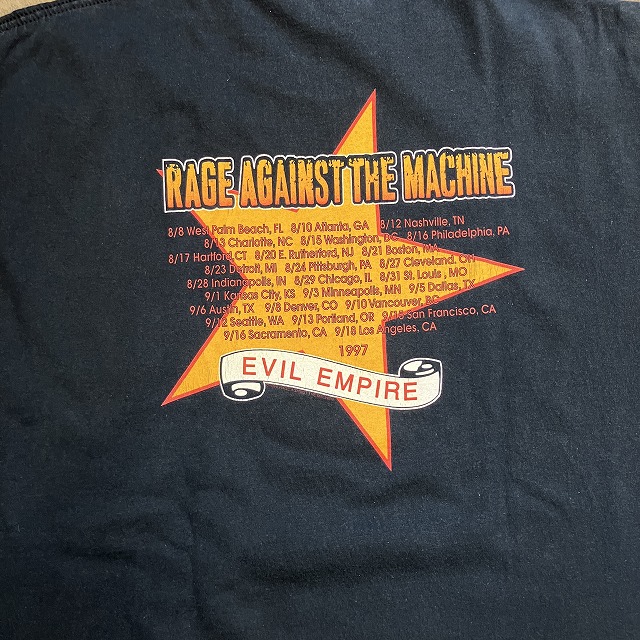 RAGE AGAINST THE MACHINE
8/8 West Palm Beach, FL 8/10 Atlanta, GA 8/12 Nashville, TN
8/13 Charlotte, NC 8/15 Washington, DC 8/16 Philadelphia, PA
8/17 Hartford, CT 8/20 E. Rutherford, NJ 8/21 Boston, MA
8/23 Detroit, MI 8/24 Pittsburg, PA 8/27 Cleveland, OH
8/28 Indianapolis, IN 8/29 Chicago, IL 8/31 St. Louis, MO
9/1 Kansas City, KS 9/3 Minneapolis, MN 9/5 Dallas, TX
9/6 Austin, TX 9/8 Denver, CO 9/10 Vancouver, BC
9/12 Seattle, WA 9/13 Portland, OR 9/15 San Francisco, CA
9/16 Sacramento, CA 9/18 Los Angeles, CA
1997
EVIL EMPIRE